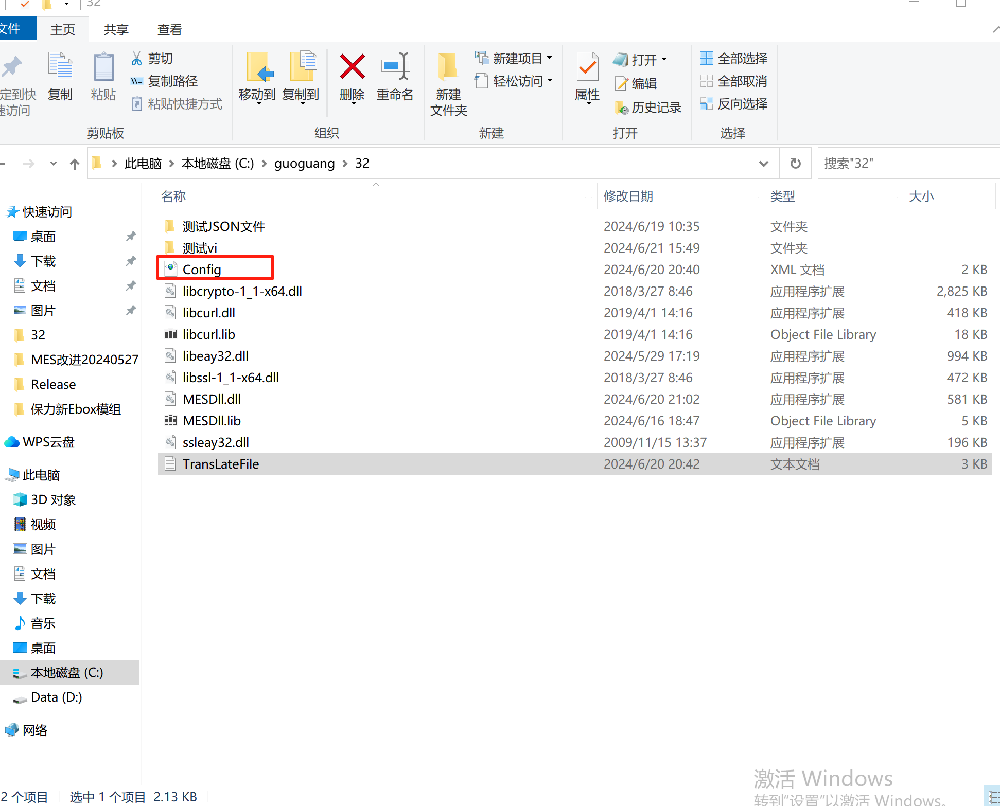 32
文件 主页 共享 查看
定到快
速访问
复制
粘贴
剪切
复制路径
粘贴快捷方式
剪贴板
移动到 复制到 删除 重命名
组织
新建
文件夹
新建项目
轻松访问
新建
属性
打开
编辑
历史记录
打开
全部选择
全部取消
反向选择
选择
此电脑 本地磁盘 (C:) guoguang 32
搜索"32"
名称 修改日期 类型 大小
测试JSON文件 2024/6/19 10:35 文件夹
测试vi 2024/6/21 15:49 文件夹
Config 2024/6/20 20:40 XML 文档 2 KB
libcrypto-1_1-x64.dll 2018/3/27 8:46 应用程序扩展 2,825 KB
libcurl.dll 2019/4/1 14:16 应用程序扩展 418 KB
libcurl.lib 2019/4/1 14:16 Object File Library 18 KB
libeay32.dll 2024/5/29 17:19 应用程序扩展 994 KB
libssl-1_1-x64.dll 2018/3/27 8:46 应用程序扩展 472 KB
MESDll.dll 2024/6/20 21:02 应用程序扩展 581 KB
MESDll.lib 2024/6/16 18:47 Object File Library 5 KB
ssleay32.dll 2009/11/15 13:37 应用程序扩展 196 KB
TransLateFile 2024/6/20 20:42 文本文档 3 KB
快速访问
桌面
下载
文档
图片
32
MES改进20240527
Release
保力新Ebox模组
WPS云盘
此电脑
3D 对象
视频
图片
文档
下载
音乐
桌面
本地磁盘 (C:)
Data (D:)
网络
激活 Windows
转到"设置"以激活 Windows。
2 个项目 选中 1 个项目 2.13 KB